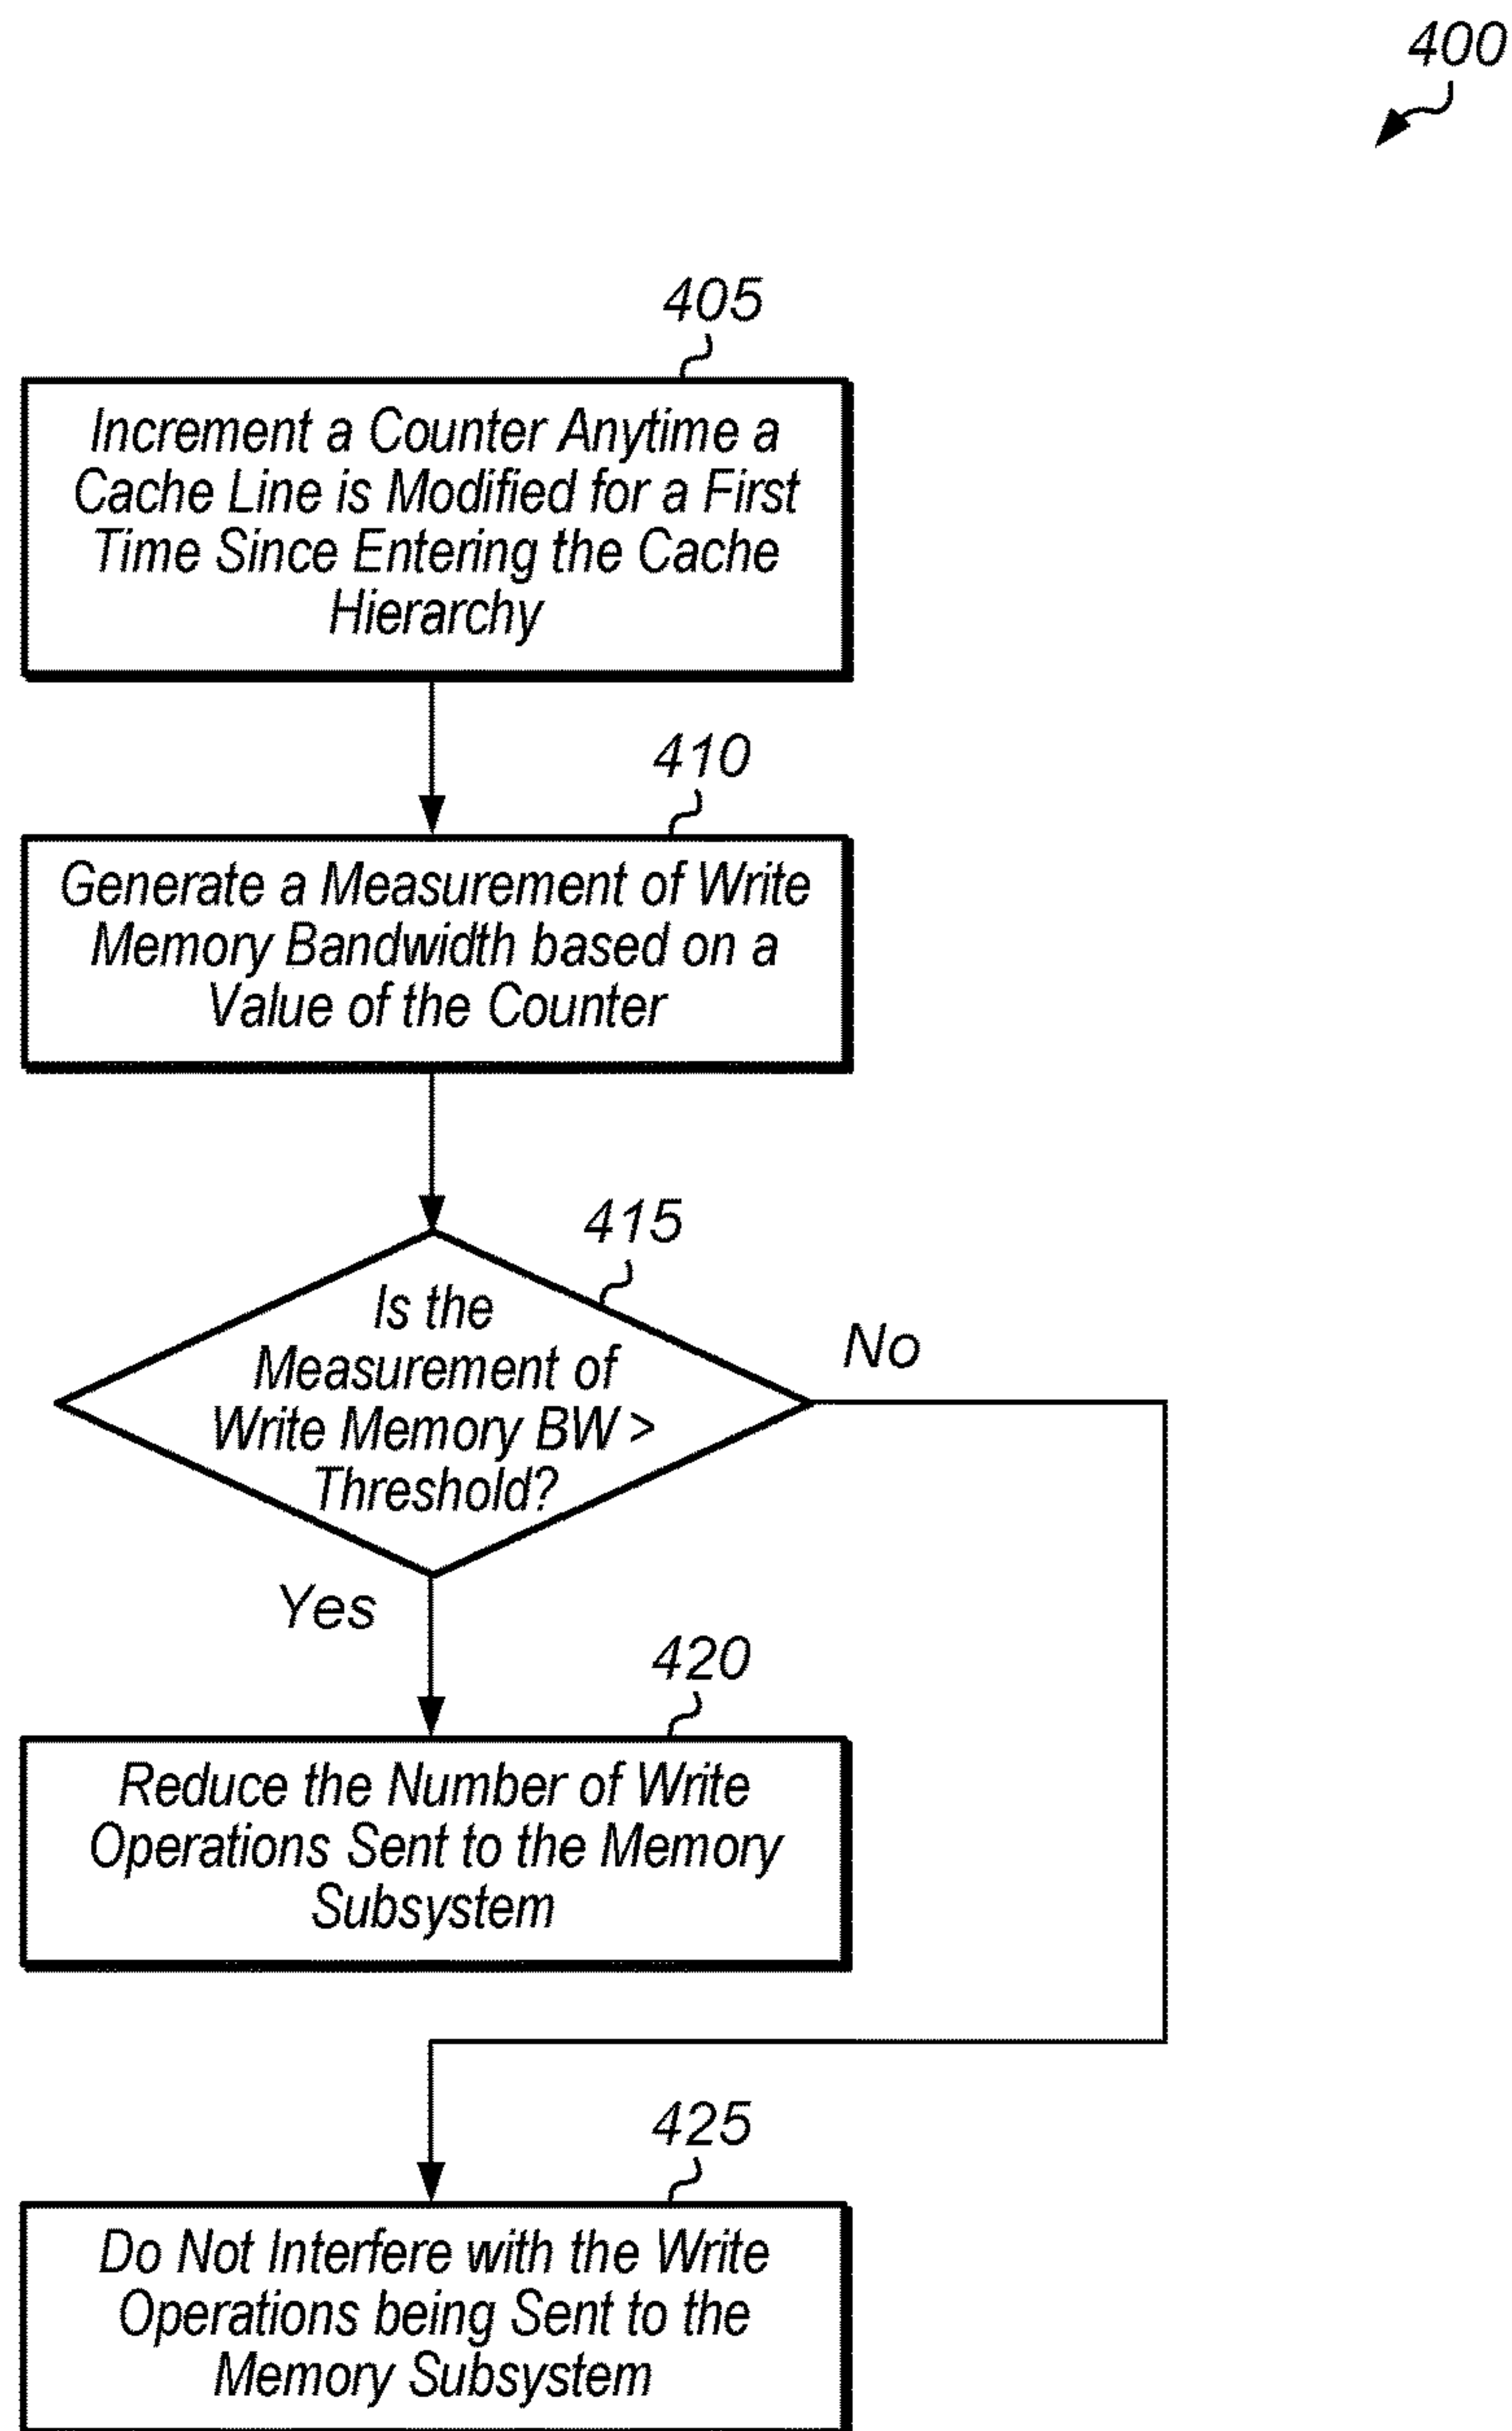 400
405
Increment a Counter Anytime a
Cache Line is Modified for a First
Time Since Entering the Cache
Hierarchy
410
Generate a Measurement of Write
Memory Bandwidth based on a
Value of the Counter
415
Is the
Measurement of
Write Memory BW >
Threshold?
No
Yes
420
Reduce the Number of Write
Operations Sent to the Memory
Subsystem
425
Do Not Interfere with the Write
Operations being Sent to the
Memory Subsystem